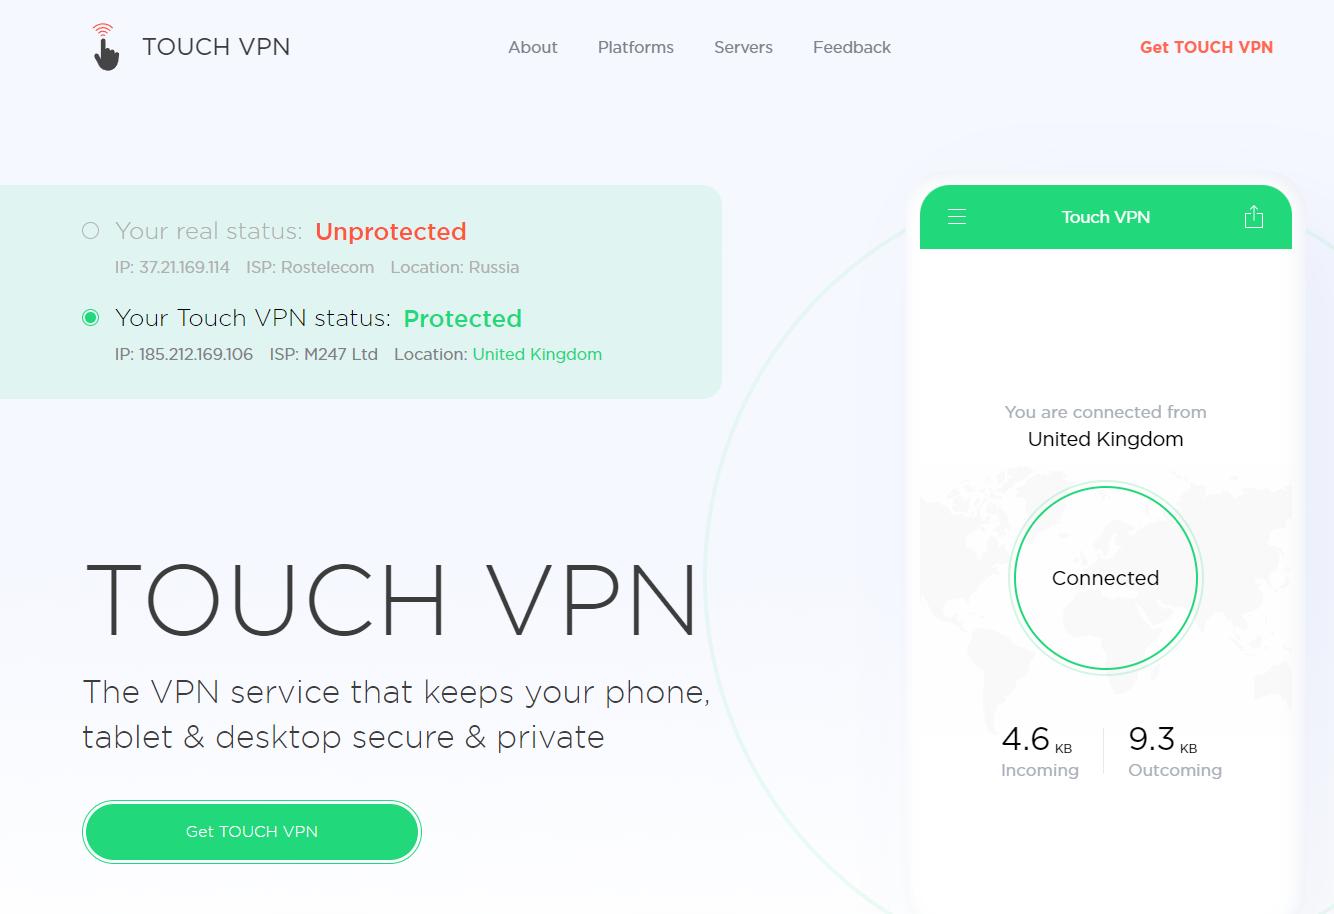 TOUCH VPN
About Platforms Servers Feedback
Get TOUCH VPN
Your real status: Unprotected
IP: 37.21.169.114 ISP: Rostelecom Location: Russia
Your Touch VPN status: Protected
IP: 185.212.169.106 ISP: M247 Ltd Location: United Kingdom
TOUCH VPN
The VPN service that keeps your phone,
tablet & desktop secure & private
Get TOUCH VPN
Touch VPN
You are connected from
United Kingdom
Connected
4.6 KB 9.3 KB
Incoming Outcoming